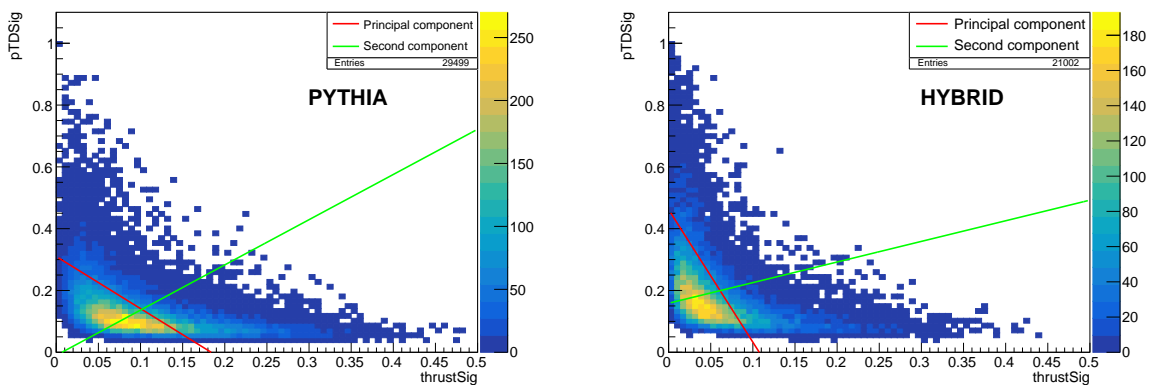 pTDSig
1
0.8
0.6
0.4
0.2
0
Principal component
Second component
Entries 29499
PYTHIA
250
200
150
100
50
0
0 0.05 0.1 0.15 0.2 0.25 0.3 0.35 0.4 0.45 0.5
thrustSig
pTDSig
1
0.8
0.6
0.4
0.2
0
Principal component
Second component
Entries 21002
HYBRID
180
160
140
120
100
80
60
40
20
0
0 0.05 0.1 0.15 0.2 0.25 0.3 0.35 0.4 0.45 0.5
thrustSig